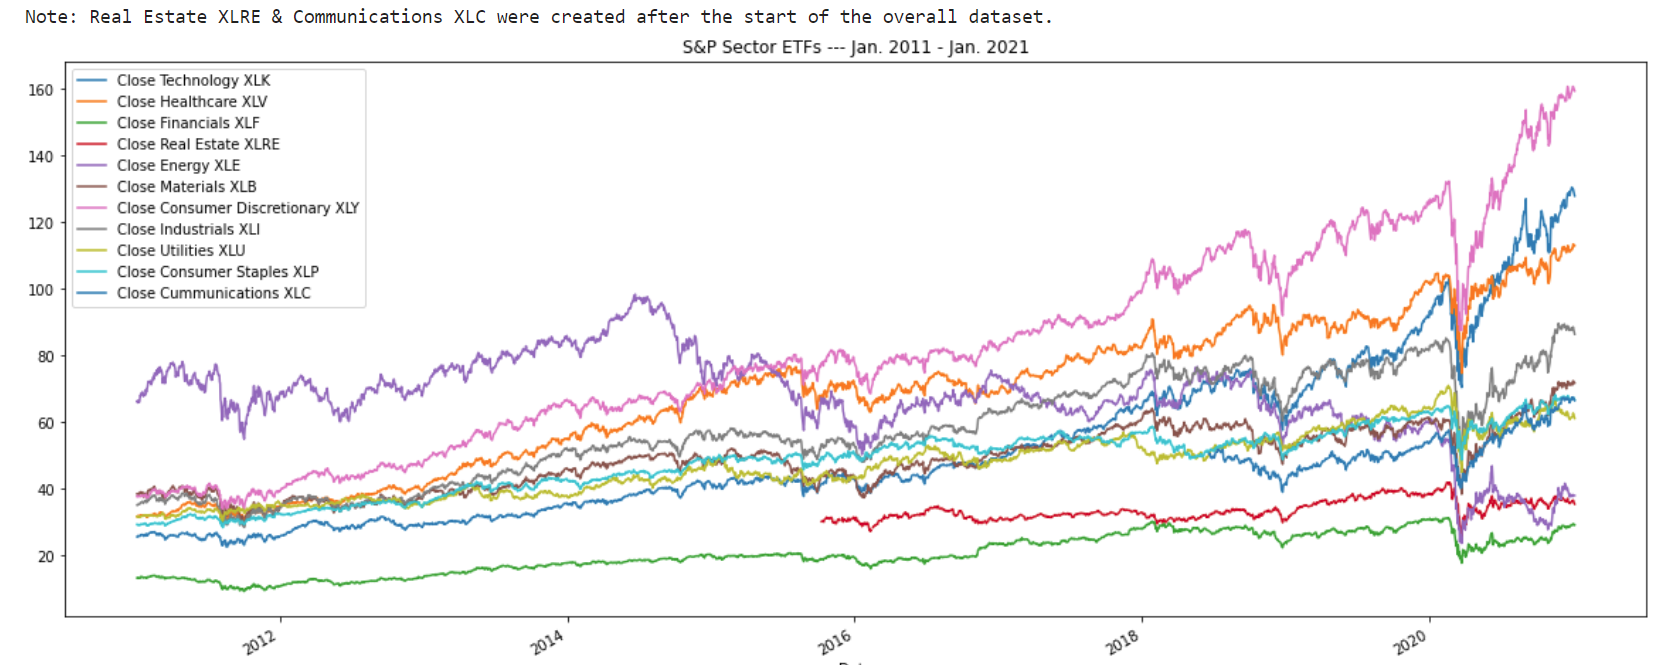 Note: Real Estate XLRE & Communications XLC were created after the start of the overall dataset.
S&P Sector ETFs --- Jan. 2011 - Jan. 2021
Close Technology XLK
Close Healthcare XLV
Close Financials XLF
Close Real Estate XLRE
Close Energy XLE
Close Materials XLB
Close Consumer Discretionary XLY
Close Industrials XLI
Close Utilities XLU
Close Consumer Staples XLP
Close Cummunications XLC
160
140
120
100
80
60
40
20
2012
2014
2016
2018
2020